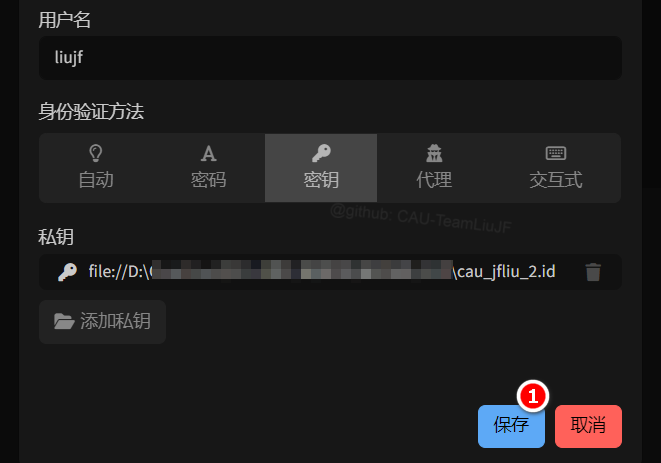 用户名
liujf
身份验证方法
自动 密码 密钥 代理 交互式
@github: CAU-TeamLiuJF
私钥
file://D:\ \cau_jfliu_2.id
添加私钥
1
保存 取消